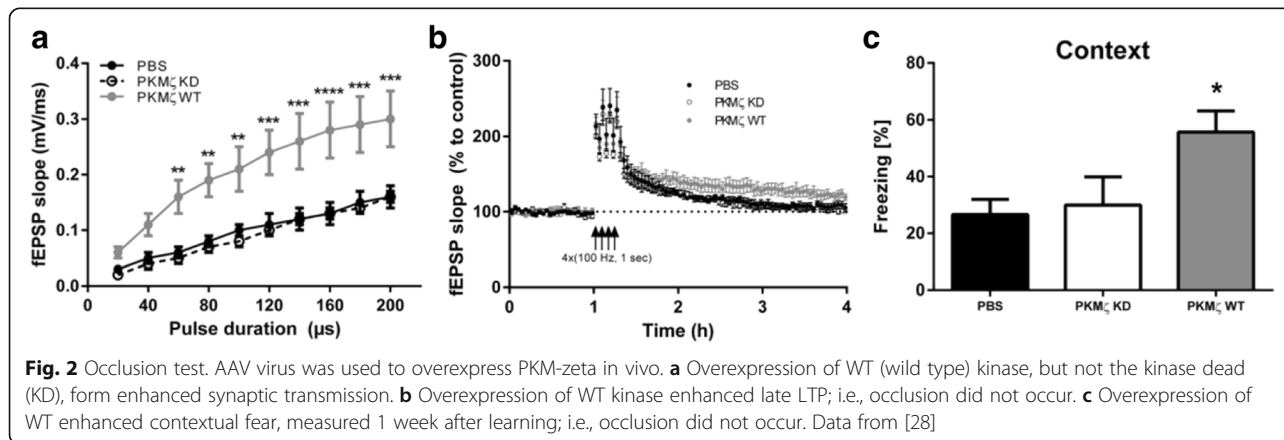 a
fEPSP slope (mV/ms)
0.4
0.3
0.2
0.1
0.0
PBS
PKMζ KD
PKMζ WT
**
**
**
***
***
****
***
***
0
40
80
120
160
200
Pulse duration (µs)
b
fEPSP slope (% to control)
300
200
100
PBS
PKMζ KD
PKMζ WT
4x(100 Hz, 1 sec)
0
1
2
3
4
Time (h)
c
Context
Freezing [%]
80
60
40
20
0
*
PBS
PKMζ KD
PKMζ WT
Fig. 2 Occlusion test. AAV virus was used to overexpress PKM-zeta in vivo. a Overexpression of WT (wild type) kinase, but not the kinase dead
(KD), form enhanced synaptic transmission. b Overexpression of WT kinase enhanced late LTP; i.e., occlusion did not occur. c Overexpression of
WT enhanced contextual fear, measured 1 week after learning; i.e., occlusion did not occur. Data from [28]